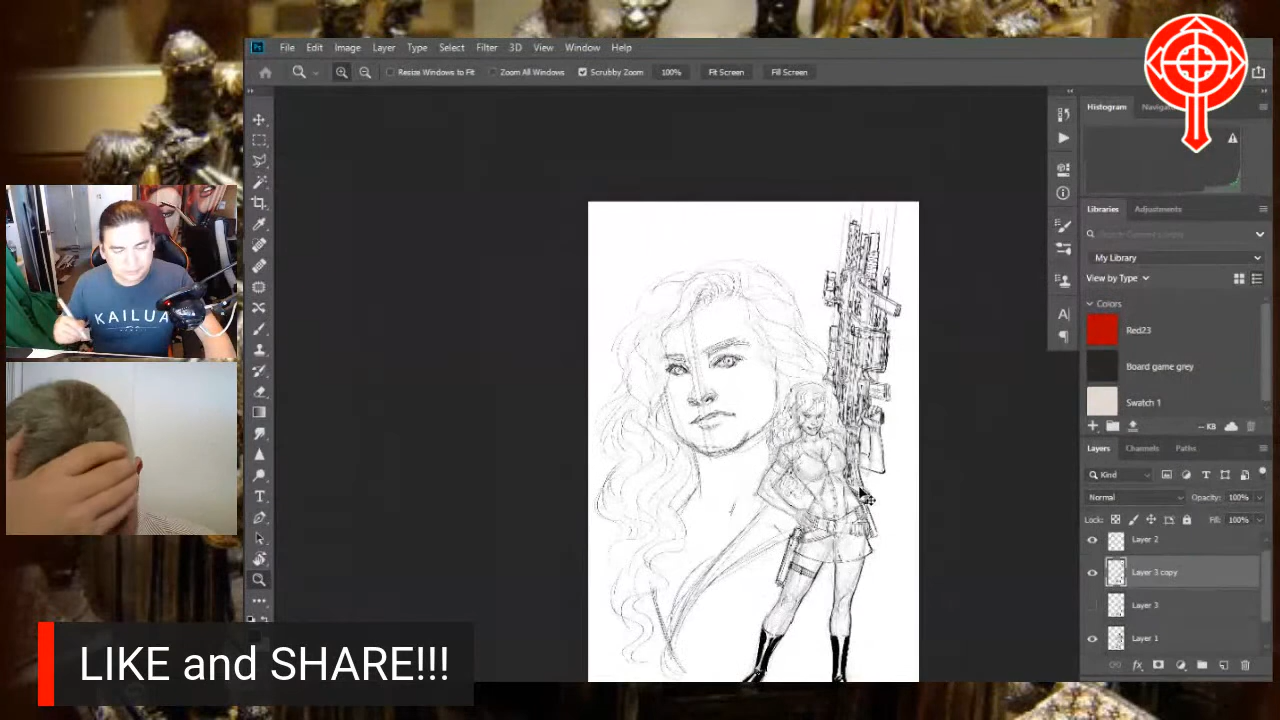 Ps File Edit Image Layer Type Select Filter 3D View Window Help
Resize Windows to Fit Zoom All Windows Scrubby Zoom 100% Fit Screen Fill Screen
Histogram
Libraries Adjustments
My Library
View by Type
Colors
Red23
Board game grey
Swatch 1
-- KB
Layers Channels Paths
Kind
Normal Opacity: 100%
Lock: Fill: 100%
Layer 2
Layer 3 copy
Layer 3
Layer 1
KAILUA
LIKE and SHARE!!!